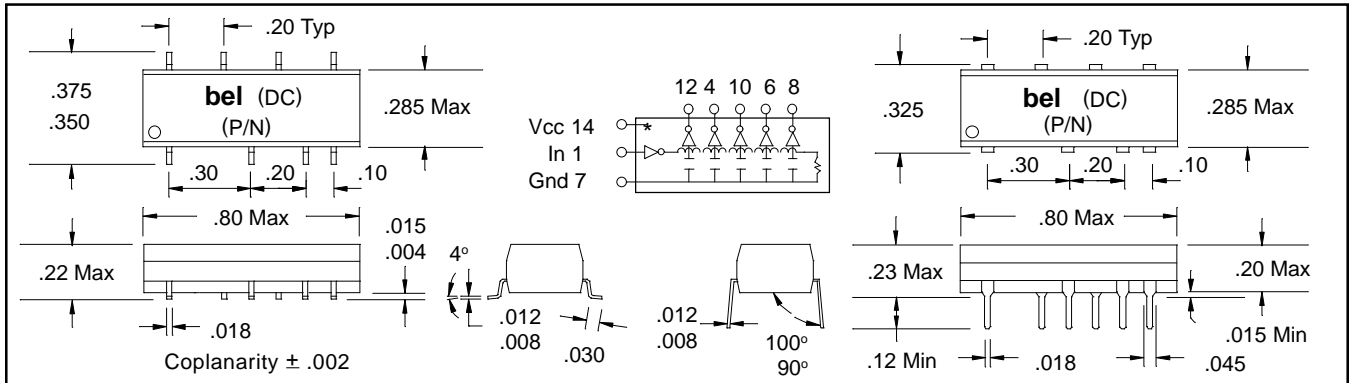 .20 Typ
.375
.350
bel (DC)
(P/N)
.285 Max
.30
.20
.10
.80 Max
.22 Max
.015
.004
.018
Coplanarity ± .002
4º
.012
.008
.030
12 4 10 6 8
Vcc 14
*
In 1
Gnd 7
.012
.008
100º
90º
.20 Typ
.325
bel (DC)
(P/N)
.285 Max
.30
.20
.10
.80 Max
.23 Max
.20 Max
.12 Min
.018
.015 Min
.045